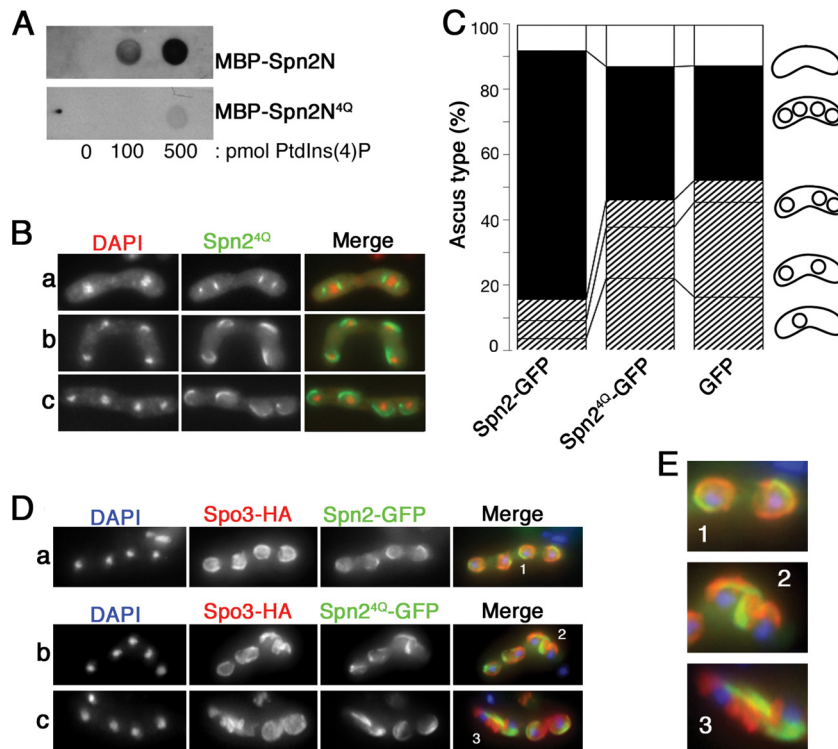 A
MBP-Spn2N
MBP-Spn2N4Q
0 100 500 : pmol PtdIns(4)P
B
DAPI Spn24Q Merge
a
b
c
C
Ascus type (%)
100
80
60
40
20
0
Spn2-GFP
Spn24Q-GFP
GFP
D
DAPI Spo3-HA Spn2-GFP Merge
a
1
DAPI Spo3-HA Spn24Q-GFP Merge
b
2
c
3
E
1
2
3